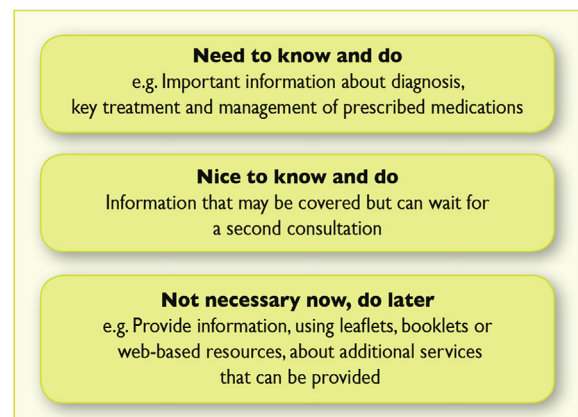 Need to know and do
e.g. Important information about diagnosis,
key treatment and management of prescribed medications
Nice to know and do
Information that may be covered but can wait for
a second consultation
Not necessary now, do later
e.g. Provide information, using leaflets, booklets or
web-based resources, about additional services
that can be provided